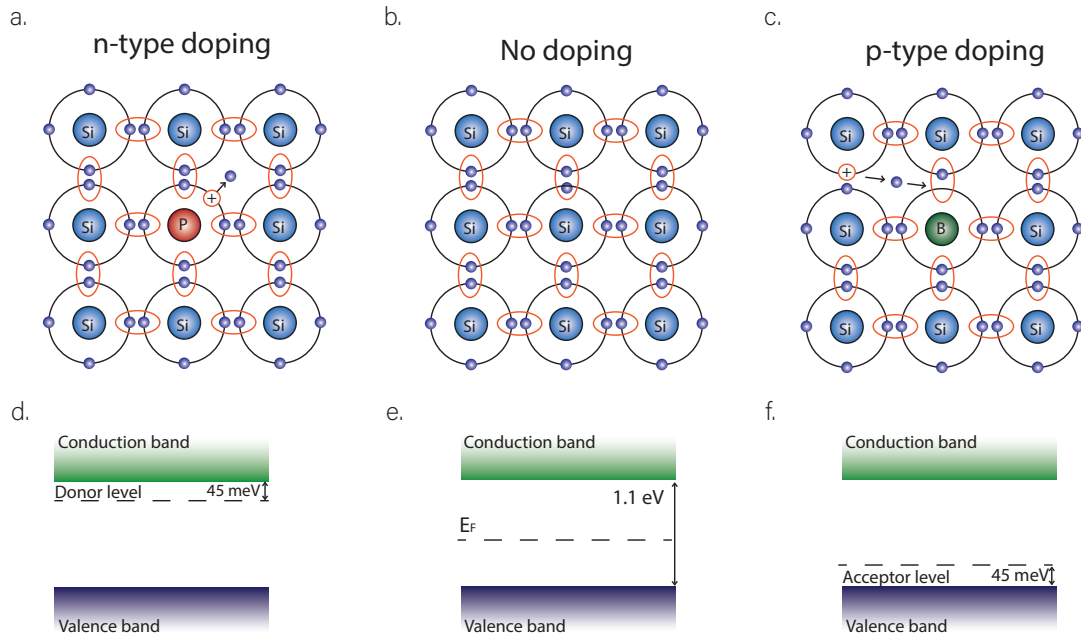 a.
n-type doping
Si Si Si
Si P Si
+
Si Si Si
b.
No doping
Si Si Si
Si Si Si
Si Si Si
c.
p-type doping
Si Si Si
+
Si B Si
Si Si Si
d.
Conduction band
Donor level 45 meV
Valence band
e.
Conduction band
1.1 eV
EF
Valence band
f.
Conduction band
Acceptor level 45 meV
Valence band